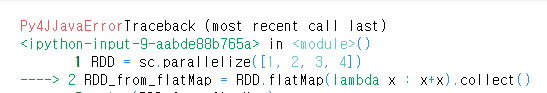 Py4JJavaErrorTraceback (most recent call last)
<ipython-input-9-aabde88b765a> in <module>()
1 RDD = sc.parallelize([1, 2, 3, 4])
----> 2 RDD_from_flatMap = RDD.flatMap(lambda x : x+x).collect()